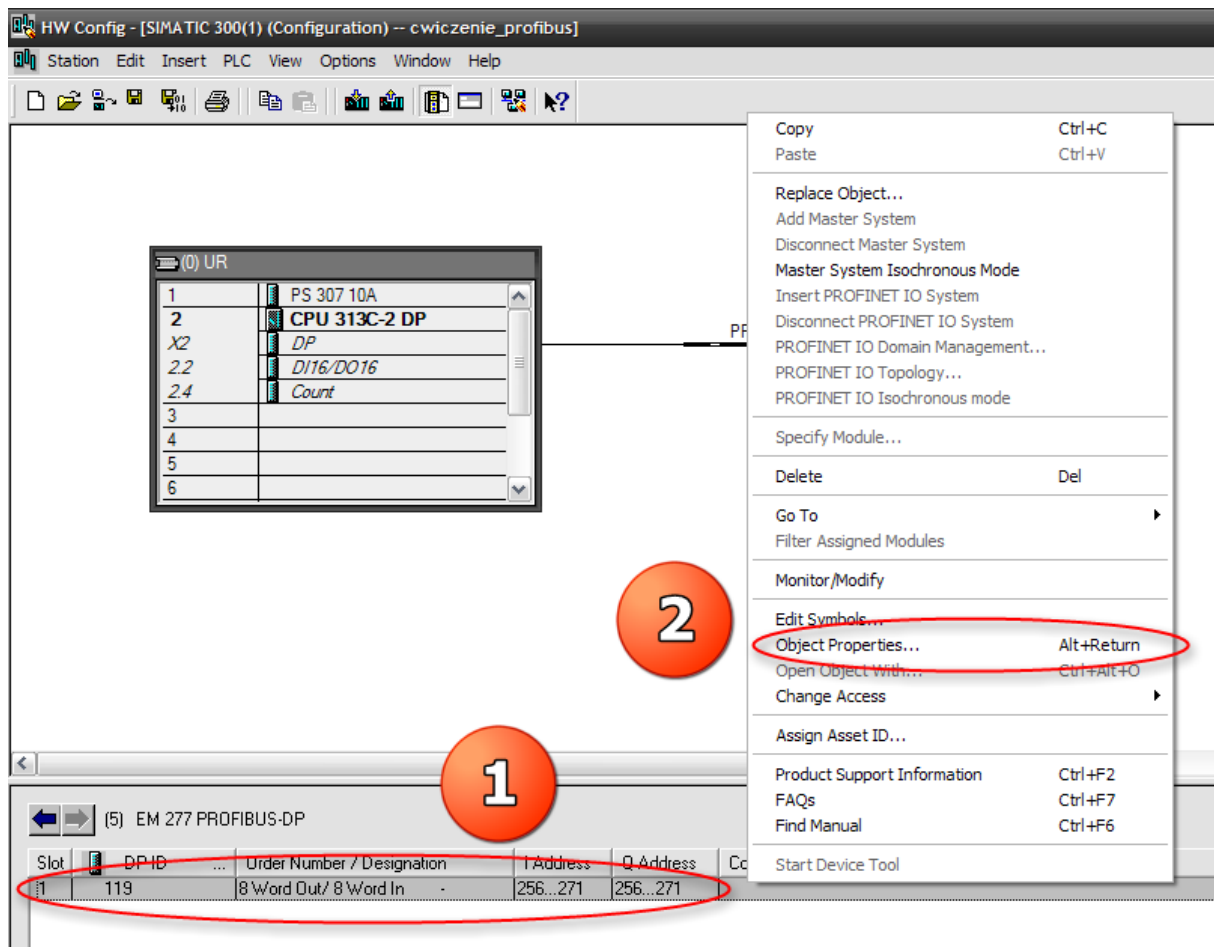 HW Config - [SIMATIC 300(1) (Configuration) -- cwiczenie_profibus]
Station Edit Insert PLC View Options Window Help
(0) UR
1 PS 307 10A
2 CPU 313C-2 DP
X2 DP
2.2 DI16/DO16
2.4 Count
3
4
5
6
Copy Ctrl+C
Paste Ctrl+V
Replace Object...
Add Master System
Disconnect Master System
Master System Isochronous Mode
Insert PROFINET IO System
Disconnect PROFINET IO System
PROFINET IO Domain Management...
PROFINET IO Topology...
PROFINET IO Isochronous mode
Specify Module...
Delete Del
Go To
Filter Assigned Modules
Monitor/Modify
Edit Symbols...
Object Properties... Alt+Return
Open Object With... Ctrl+Alt+O
Change Access
Assign Asset ID...
Product Support Information Ctrl+F2
FAQs Ctrl+F7
Find Manual Ctrl+F6
Start Device Tool
2
1
(5) EM 277 PROFIBUS-DP
Slot DP ID ... Order Number / Designation I Address Q Address
1 119 8 Word Out/ 8 Word In - 256...271 256...271